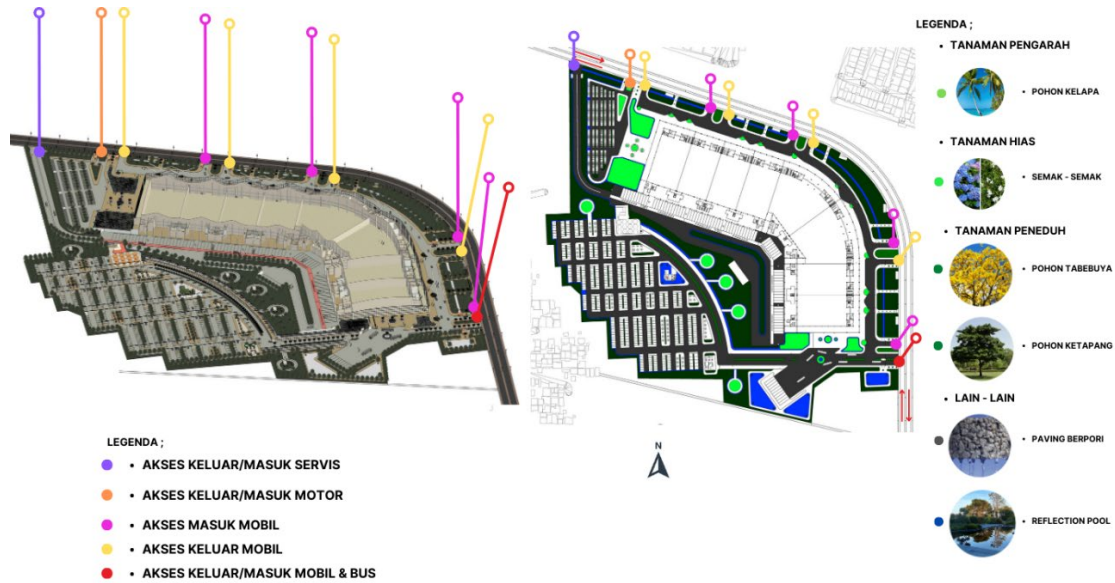 LEGENDA ;
• TANAMAN PENGARAH
• POHON KELAPA
• TANAMAN HIAS
• SEMAK - SEMAK
• TANAMAN PENEDUH
• POHON TABEBUYA
• POHON KETAPANG
• LAIN - LAIN
• PAVING BERPORI
• REFLECTION POOL
N
LEGENDA ;
• AKSES KELUAR/MASUK SERVIS
• AKSES KELUAR/MASUK MOTOR
• AKSES MASUK MOBIL
• AKSES KELUAR MOBIL
• AKSES KELUAR/MASUK MOBIL & BUS